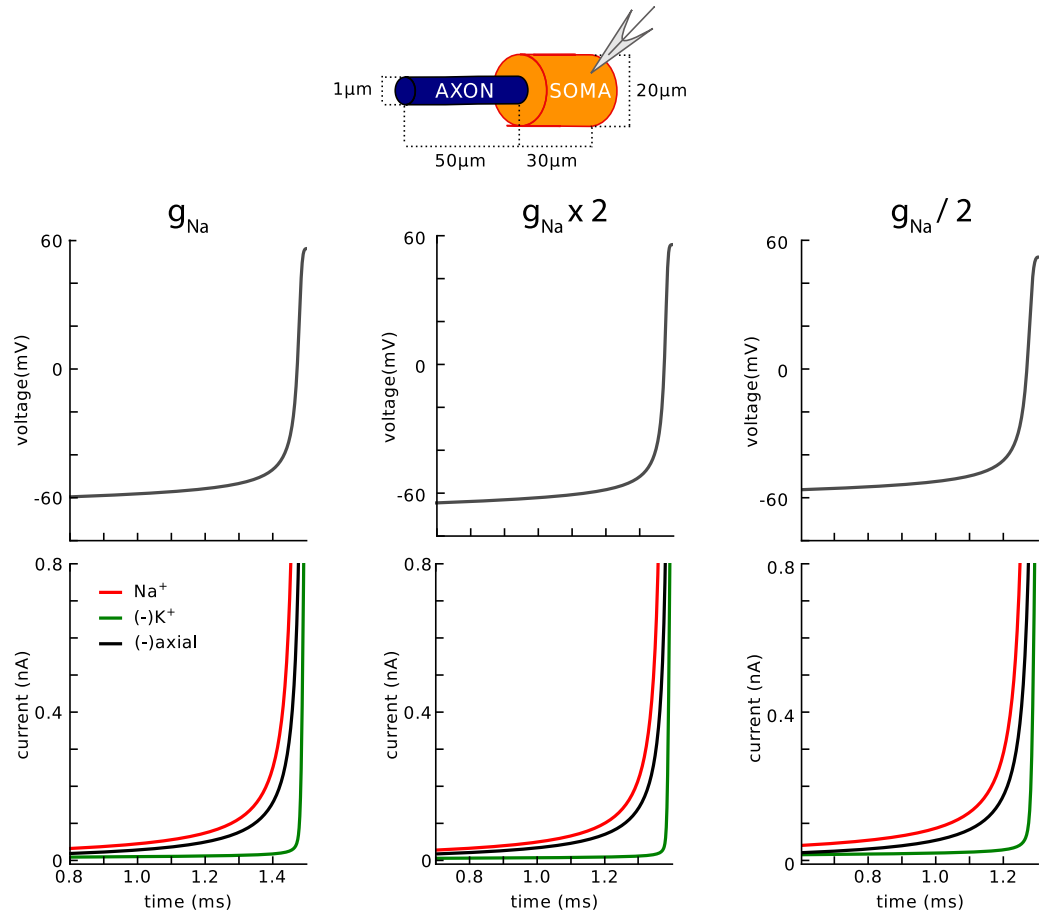 1µm
AXON
SOMA
20µm
50µm
30µm
g_Na
g_Na x 2
g_Na / 2
voltage(mV)
60
0
-60
voltage(mV)
60
0
-60
voltage(mV)
60
0
-60
current (nA)
0.8
0.4
0
Na⁺
(-)K⁺
(-)axial
0.8 1.0 1.2 1.4
time (ms)
current (nA)
0.8
0.4
0
0.8 1.0 1.2
time (ms)
current (nA)
0.8
0.4
0
0.8 1.0 1.2
time (ms)